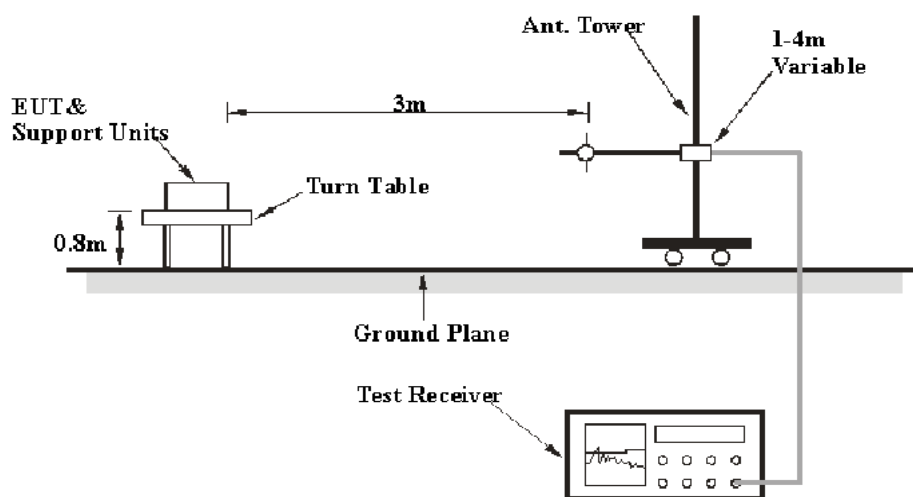 Ant. Tower
1-4m
Variable
EUT&
Support Units
3m
Turn Table
0.8m
Ground Plane
Test Receiver